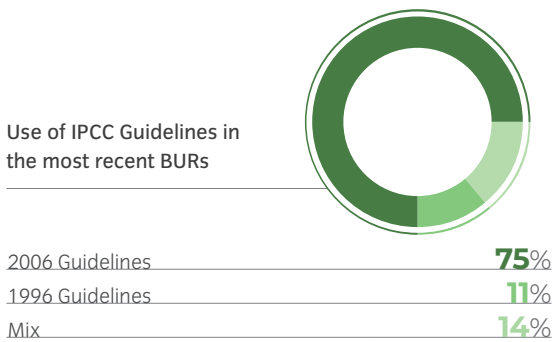 Use of IPCC Guidelines in
the most recent BURs
2006 Guidelines 75%
1996 Guidelines 11%
Mix 14%